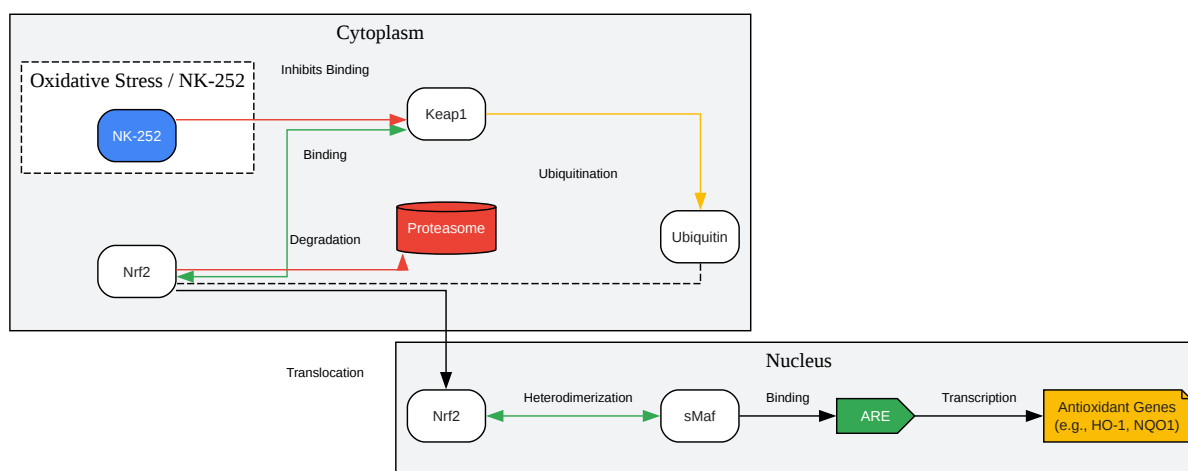 Cytoplasm
Inhibits Binding
Oxidative Stress / NK-252
NK-252
Keap1
Binding
Ubiquitination
Proteasome
Degradation
Ubiquitin
Nrf2
Translocation
Nucleus
Nrf2
Heterodimerization
sMaf
Binding
ARE
Transcription
Antioxidant Genes
(e.g., HO-1, NQO1)